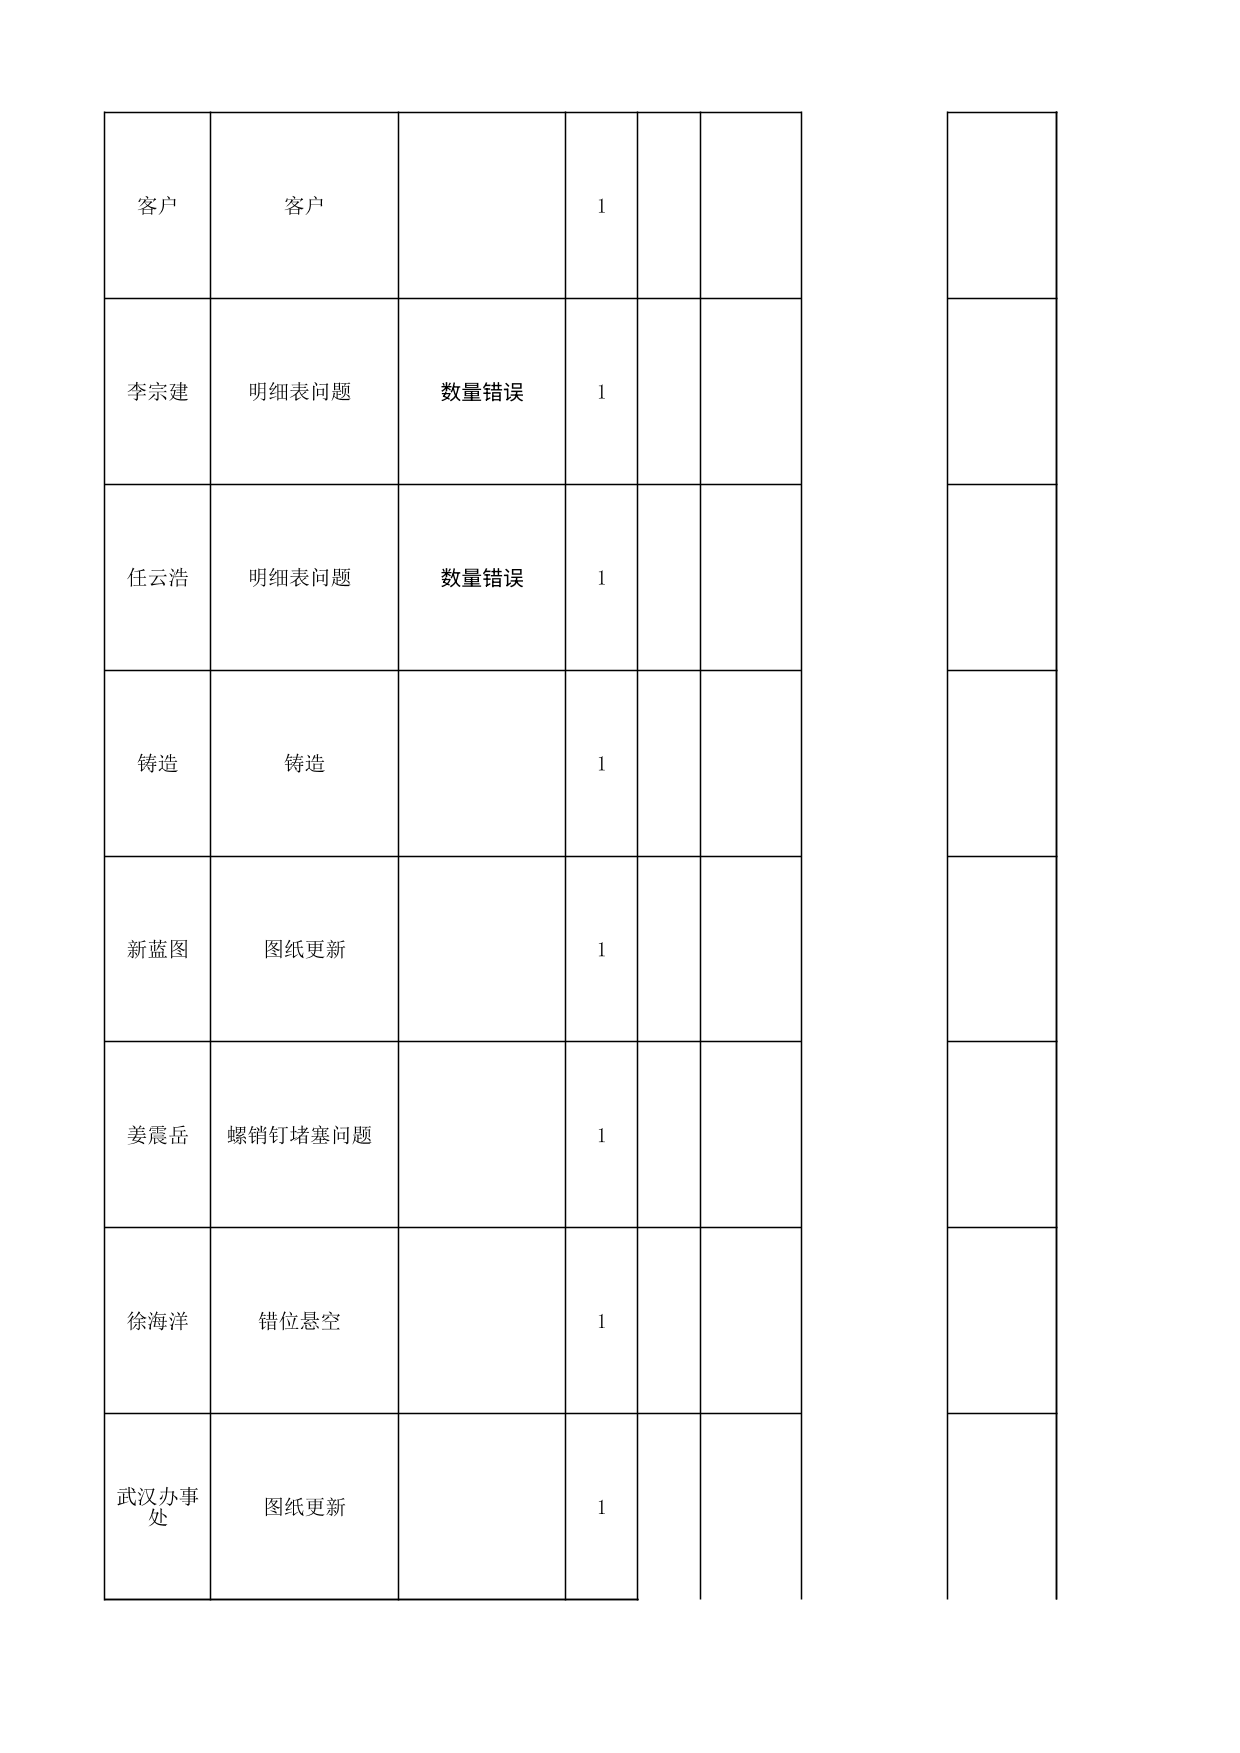 客户 客户 1
李宗建 明细表问题 数量错误 1
任云浩 明细表问题 数量错误 1
铸造 铸造 1
新蓝图 图纸更新 1
姜震岳 螺销钉堵塞问题 1
徐海洋 错位悬空 1
武汉办事
处 图纸更新 1